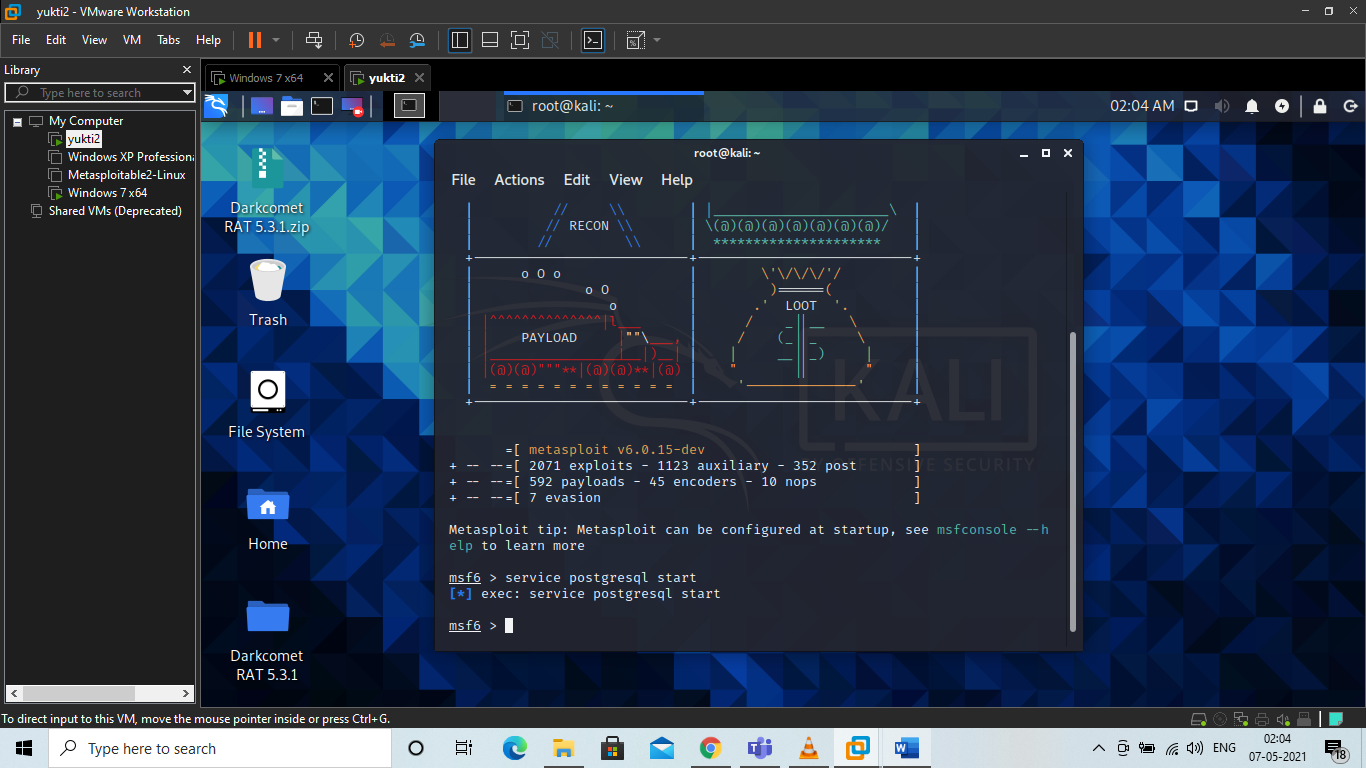 yukti2 - VMware Workstation
File Edit View VM Tabs Help
Library
Type here to search
My Computer
yukti2
Windows XP Professiona
Metasploitable2-Linux
Windows 7 x64
Shared VMs (Deprecated)
Windows 7 x64
yukti2
root@kali: ~
02:04 AM
Darkcomet
RAT 5.3.1.zip
Trash
File System
Home
Darkcomet
RAT 5.3.1
root@kali: ~
File Actions Edit View Help
RECON
\(@)(@)(@)(@)(@)(@)(@)/
*********************
o O o
o O
o
LOOT
PAYLOAD
|(@)(@)"""**|(@)(@)**|(@)
= = = = = = = = = = = =
KALI
BY OFFENSIVE SECURITY
=[ metasploit v6.0.15-dev ]
+ -- --=[ 2071 exploits - 1123 auxiliary - 352 post ]
+ -- --=[ 592 payloads - 45 encoders - 10 nops ]
+ -- --=[ 7 evasion ]
Metasploit tip: Metasploit can be configured at startup, see msfconsole --h
elp to learn more
msf6 > service postgresql start
[*] exec: service postgresql start
msf6 >
To direct input to this VM, move the mouse pointer inside or press Ctrl+G.
Type here to search
ENG
02:04
07-05-2021
18